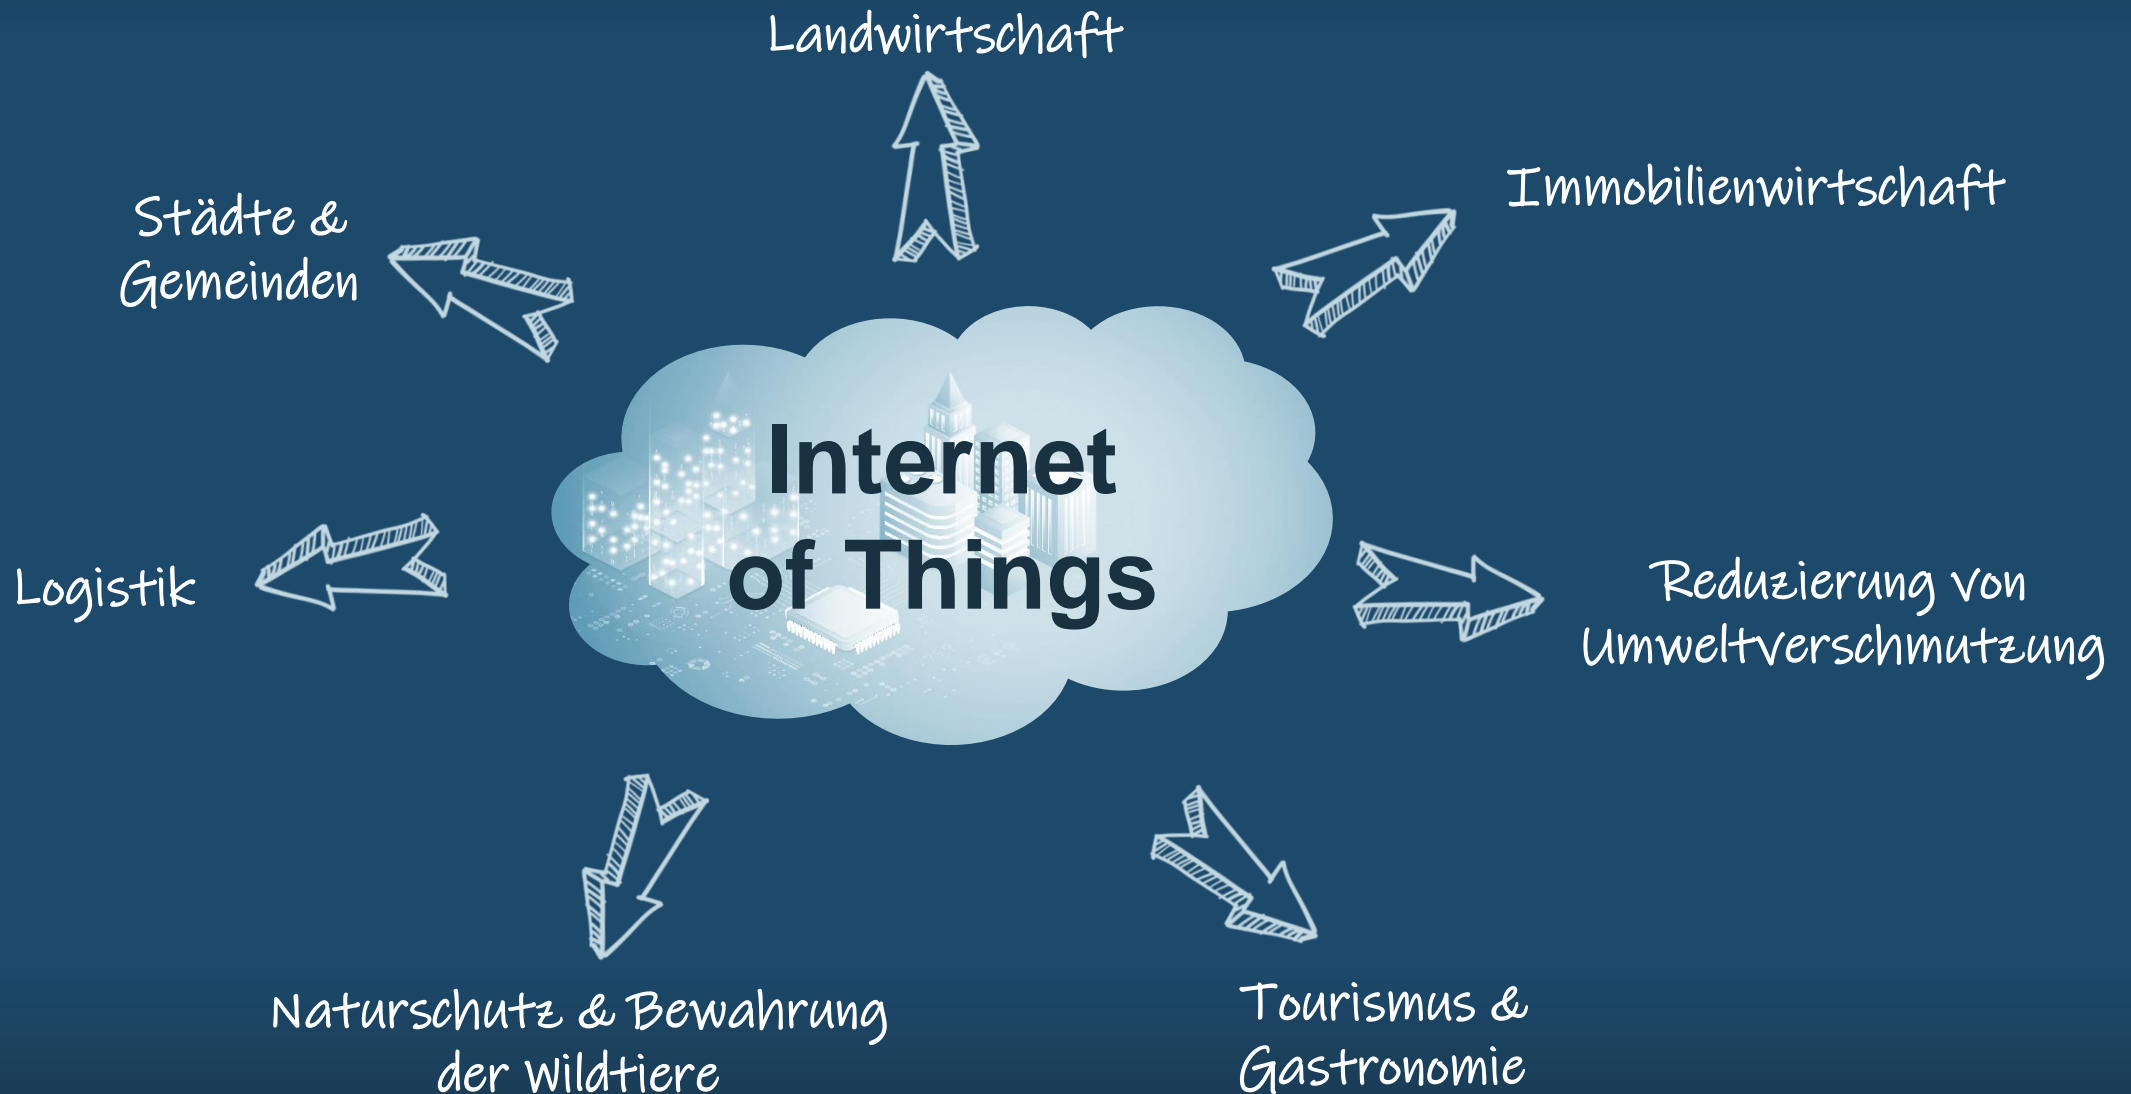 Landwirtschaft
Immobilienwirtschaft
Städte &
Gemeinden
Internet
of Things
Logistik
Reduzierung von
Umweltverschmutzung
Naturschutz & Bewahrung
der Wildtiere
Tourismus &
Gastronomie